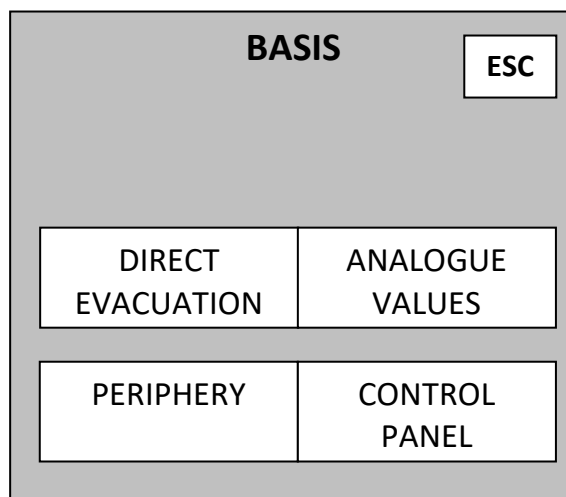 BASIS
ESC
DIRECT
EVACUATION
ANALOGUE
VALUES
PERIPHERY
CONTROL
PANEL